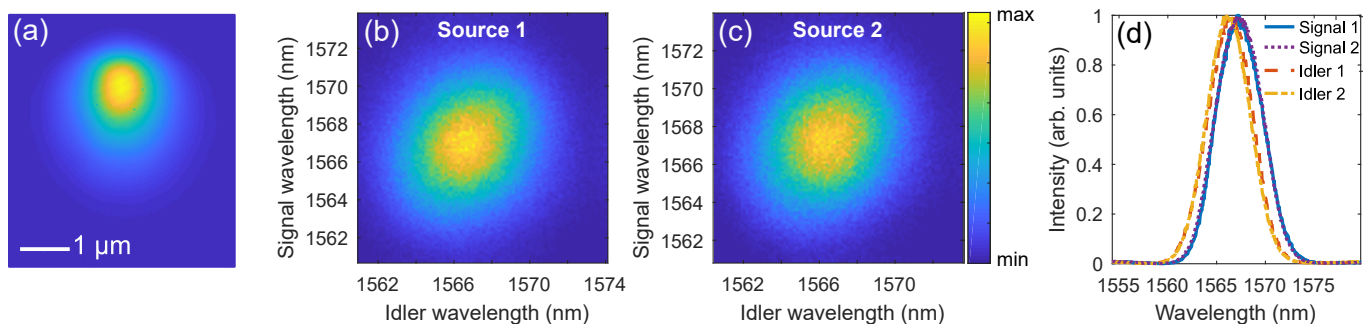 (a)
1 µm
(b)
Source 1
Signal wavelength (nm)
1572
1570
1568
1566
1564
1562
1562
1566
1570
1574
Idler wavelength (nm)
(c)
Source 2
Signal wavelength (nm)
1572
1570
1568
1566
1564
1562
1562
1566
1570
Idler wavelength (nm)
max
min
(d)
Signal 1
Signal 2
Idler 1
Idler 2
Intensity (arb. units)
1
0.8
0.6
0.4
0.2
0
1555
1560
1565
1570
1575
Wavelength (nm)